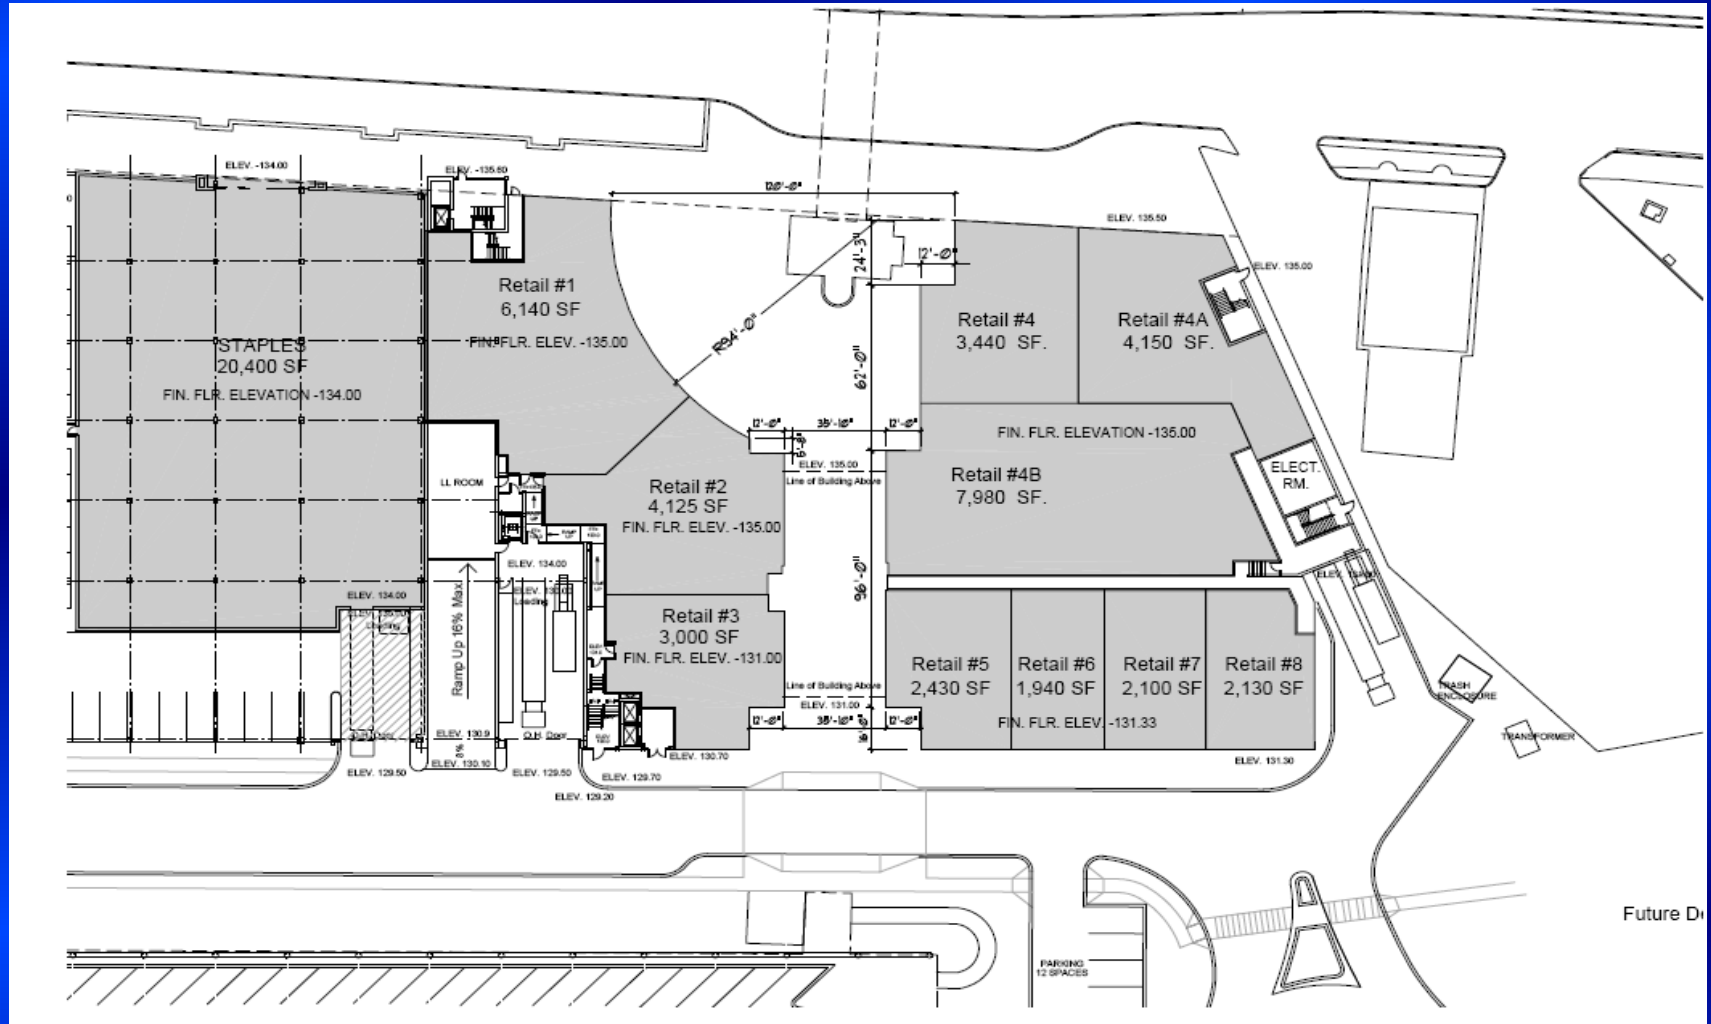 ELEV. -134.00
ELEV. -135.60
120'-0"
ELEV. 135.50
24'-3"
12'-0"
ELEV. 135.00
Retail #1
6,140 SF
FIN. FLR. ELEV. -135.00
R94'-0"
Retail #4
3,440 SF.
Retail #4A
4,150 SF.
STAPLES
20,400 SF
FIN. FLR. ELEVATION -134.00
62'-0"
12'-0"
35'-10"
12'-0"
FIN. FLR. ELEVATION -135.00
ELEV. 135.00
Line of Building Above
LL ROOM
Retail #2
4,125 SF
FIN. FLR. ELEV. -135.00
Retail #4B
7,980 SF.
ELECT.
RM.
ELEV. 134.00
96'-0"
ELEV. 134.00
Loading
Loading
Ramp Up 16% Max.
Retail #3
3,000 SF
FIN. FLR. ELEV. -131.00
Retail #5
2,430 SF
Retail #6
1,940 SF
Retail #7
2,100 SF
Retail #8
2,130 SF
FIN. FLR. ELEV. -131.33
Line of Building Above
ELEV. 131.00
12'-0"
35'-10"
12'-0"
16'-0"
TRASH
ENCLOSURE
TRANSFORMER
O.H. Door
ELEV. 130.9
O.H. Door
8%
ELEV. 130.10
ELEV. 129.50
ELEV. 129.50
ELEV. 129.70
ELEV. 130.70
ELEV. 129.20
ELEV. 131.30
Future
PARKING
12 SPACES